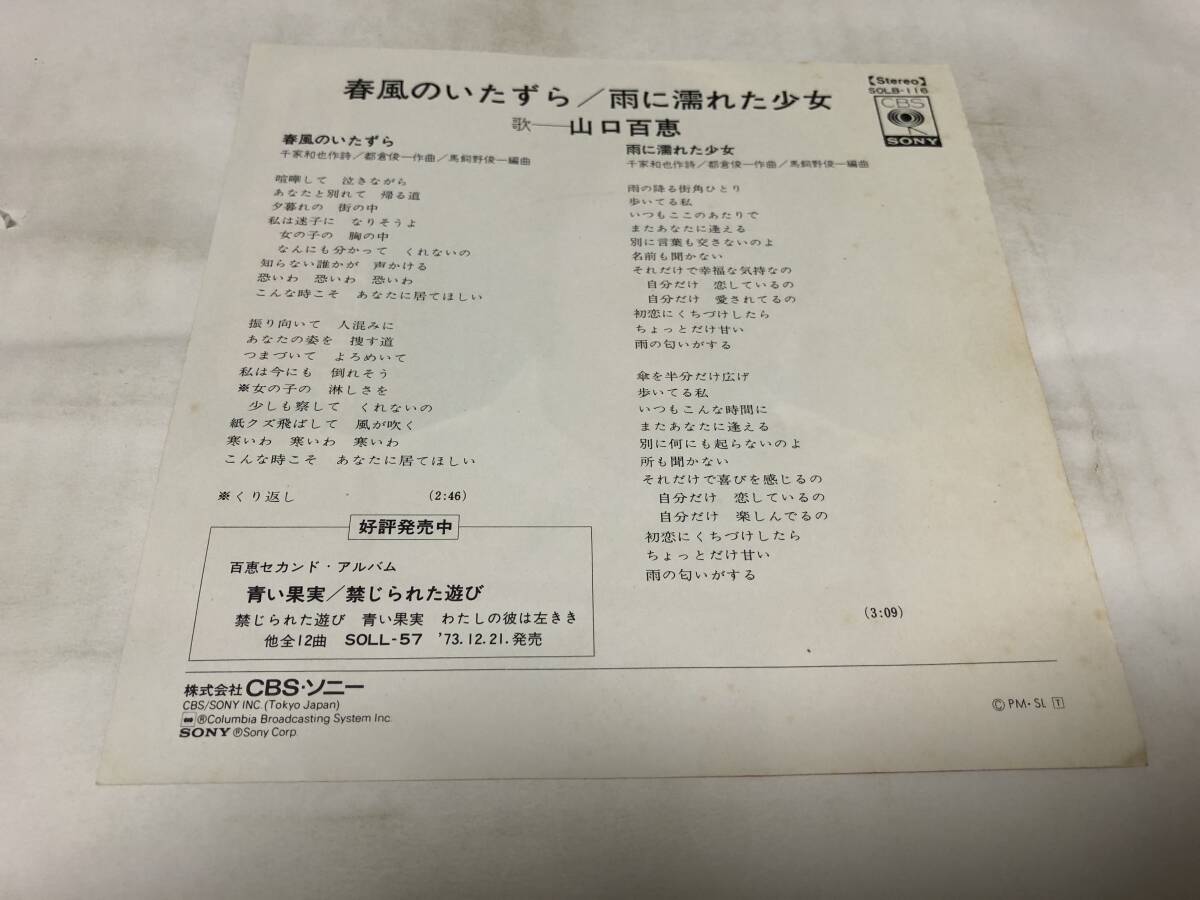 春風のいたずら/雨に濡れた少女
歌──山口百恵
【Stereo】
SOLB-116
CBS
SONY
春風のいたずら
千家和也作詩/都倉俊一作曲/馬飼野俊一編曲
喧嘩して 泣きながら
あなたと別れて 帰る道
夕暮れの 街の中
私は迷子に なりそうよ
女の子の 胸の中
なんにも分かって くれないの
知らない誰かが 声かける
恐いわ 恐いわ 恐いわ
こんな時こそ あなたに居てほしい
振り向いて 人混みに
あなたの姿を 捜す道
つまづいて よろめいて
私は今にも 倒れそう
※女の子の 淋しさを
少しも察して くれないの
紙クズ飛ばして 風が吹く
寒いわ 寒いわ 寒いわ
こんな時こそ あなたに居てほしい
※くり返し (2:46)
雨に濡れた少女
千家和也作詩/都倉俊一作曲/馬飼野俊一編曲
雨の降る街角ひとり
歩いてる私
いつもここのあたりで
またあなたに逢える
別に言葉も交さないのよ
名前も聞かない
それだけで幸福な気持なの
自分だけ 恋しているの
自分だけ 愛されてるの
初恋にくちづけしたら
ちょっとだけ甘い
雨の匂いがする
傘を半分だけ広げ
歩いてる私
いつもこんな時間に
またあなたに逢える
別に何にも起らないのよ
所も聞かない
それだけで喜びを感じるの
自分だけ 恋しているの
自分だけ 楽しんでるの
初恋にくちづけしたら
ちょっとだけ甘い
雨の匂いがする
(3:09)
好評発売中
百恵セカンド・アルバム
青い果実/禁じられた遊び
禁じられた遊び 青い果実 わたしの彼は左きき
他全12曲 SOLL-57 '73.12.21.発売
株式会社CBS・ソニー
CBS/SONY INC.(Tokyo Japan)
®Columbia Broadcasting System Inc.
SONY ®Sony Corp.
©PM・SL T